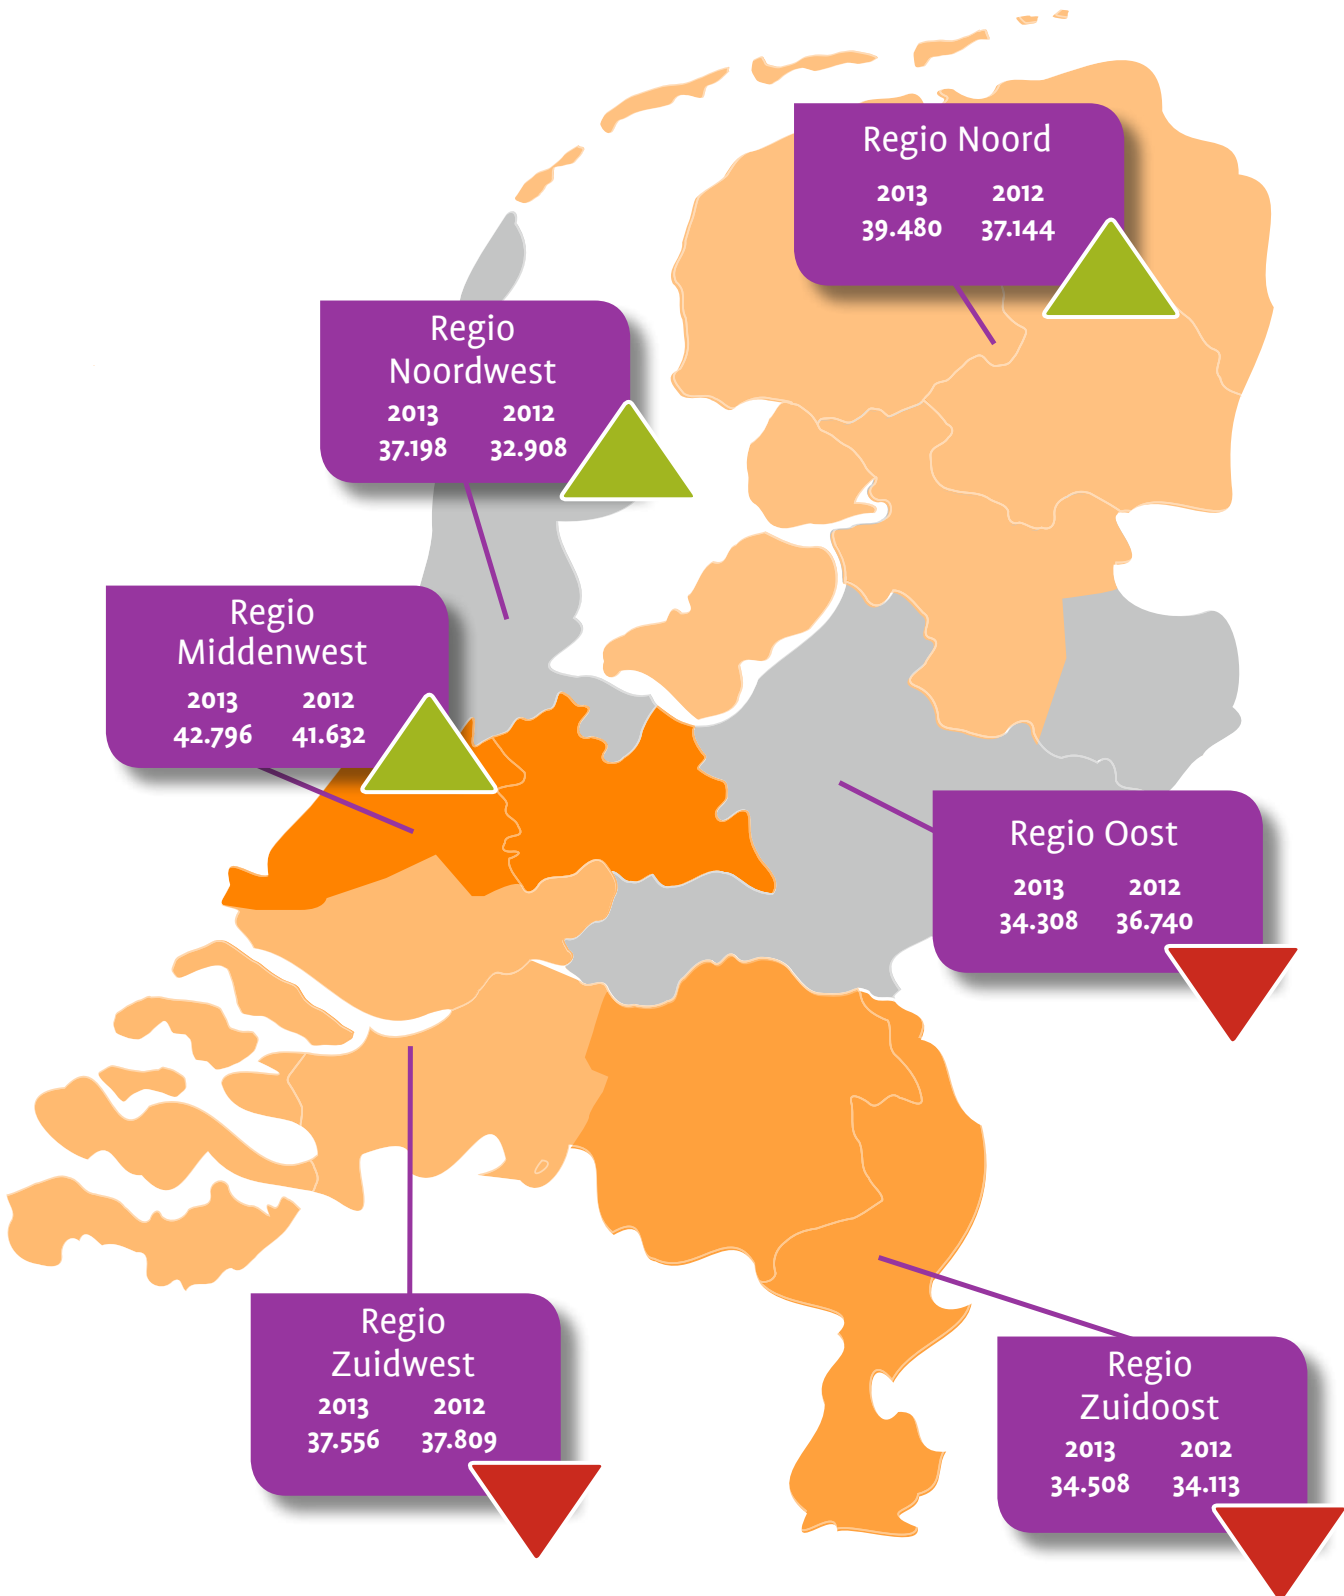 Regio Noord
2013 2012
39.480 37.144
Regio
Noordwest
2013 2012
37.198 32.908
Regio
Middenwest
2013 2012
42.796 41.632
Regio Oost
2013 2012
34.308 36.740
Regio
Zuidwest
2013 2012
37.556 37.809
Regio
Zuidoost
2013 2012
34.508 34.113